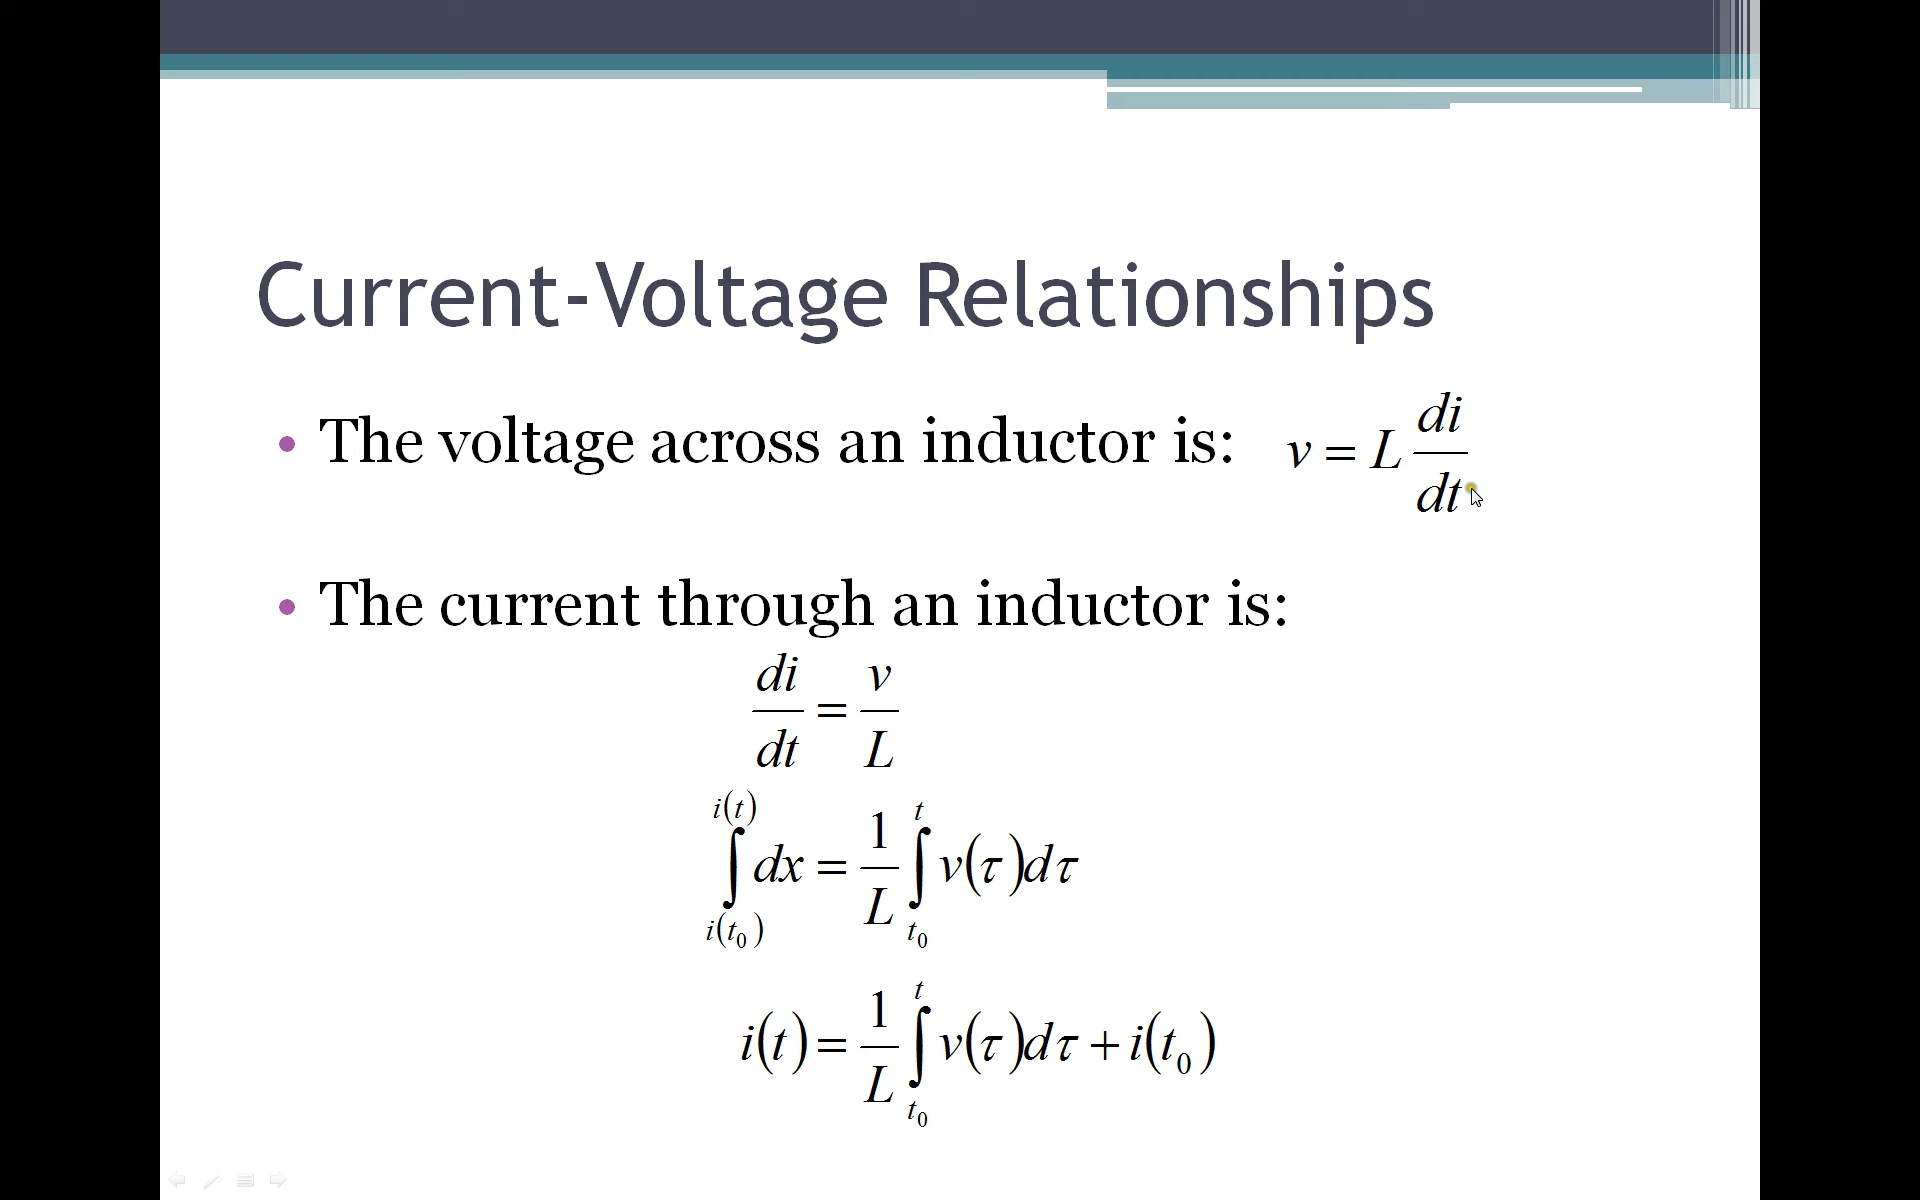 Current-Voltage Relationships
• The voltage across an inductor is: v = L di/dt
• The current through an inductor is:
di/dt = v/L
∫_{i(t₀)}^{i(t)} dx = 1/L ∫_{t₀}^{t} v(τ)dτ
i(t) = 1/L ∫_{t₀}^{t} v(τ)dτ + i(t₀)